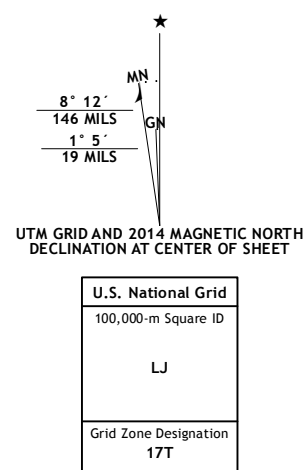 ★
MN
8° 12´
146 MILS
GN
1° 5´
19 MILS
UTM GRID AND 2014 MAGNETIC NORTH
DECLINATION AT CENTER OF SHEET
U.S. National Grid
100,000-m Square ID
LJ
Grid Zone Designation
17T